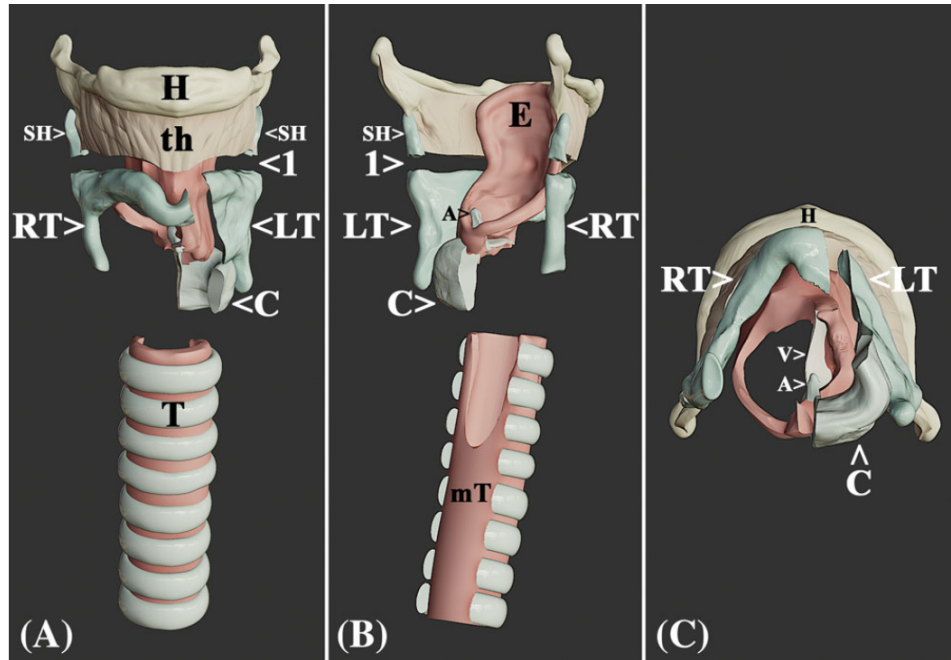 H
SH>
th
<SH
<1
RT>
<LT
<C
T
(A)
E
SH>
1>
A>
LT>
<RT
C>
mT
(B)
H
RT>
<LT
V>
A>
^
C
(C)